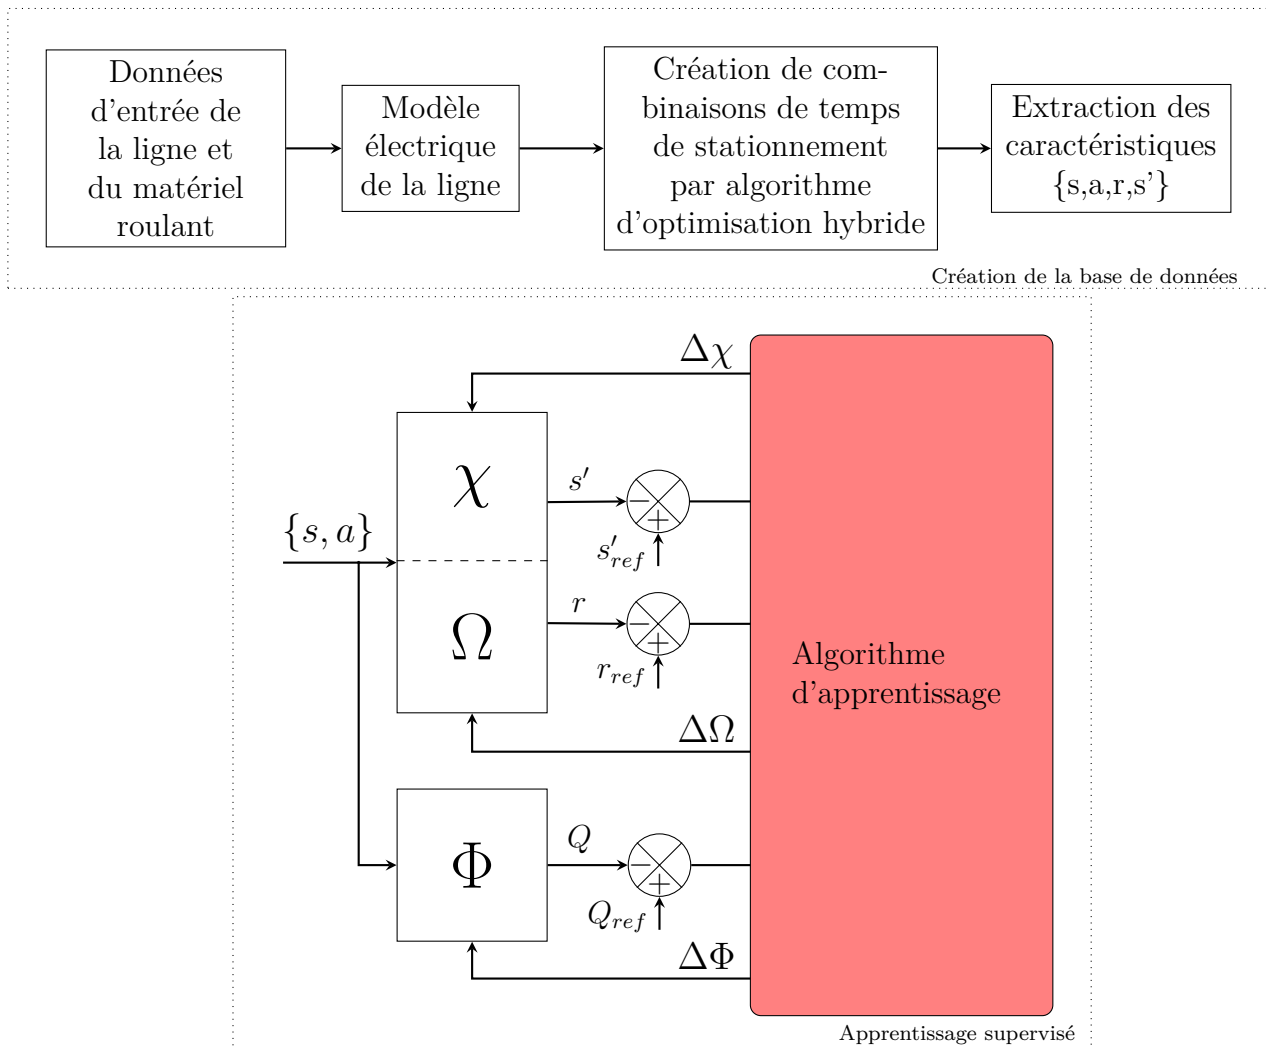 Données
d'entrée de
la ligne et
du matériel
roulant
Modèle
électrique
de la ligne
Création de com-
binaisons de temps
de stationnement
par algorithme
d'optimisation hybride
Extraction des
caractéristiques
{s,a,r,s'}
Création de la base de données
Δχ
χ
s′
−
+
s′ref
{s, a}
Ω
r
−
+
rref
Algorithme
d'apprentissage
ΔΩ
Φ
Q
−
+
Qref
ΔΦ
Apprentissage supervisé